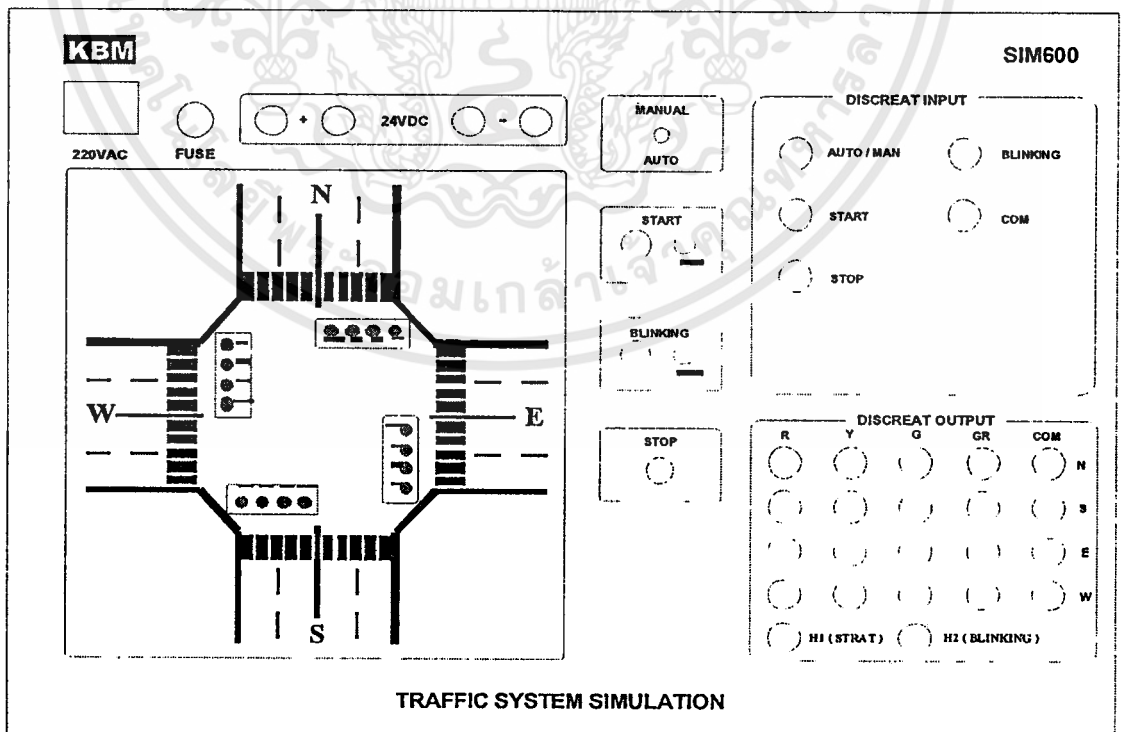 KBM
SIM600
220VAC
FUSE
+ 24VDC -
MANUAL
AUTO
START
BLINKING
STOP
DISCREAT INPUT
AUTO / MAN
BLINKING
START
COM
STOP
N
W
E
S
DISCREAT OUTPUT
R Y G GR COM
N
S
E
W
H1 ( STRAT ) H2 ( BLINKING )
TRAFFIC SYSTEM SIMULATION